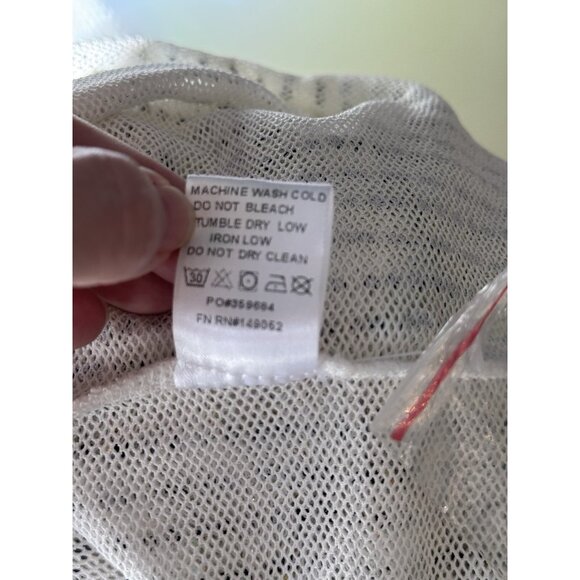 MACHINE WASH COLD
DO NOT BLEACH
TUMBLE DRY LOW
IRON LOW
DO NOT DRY CLEAN
30
PO#359664
FN RN#149052